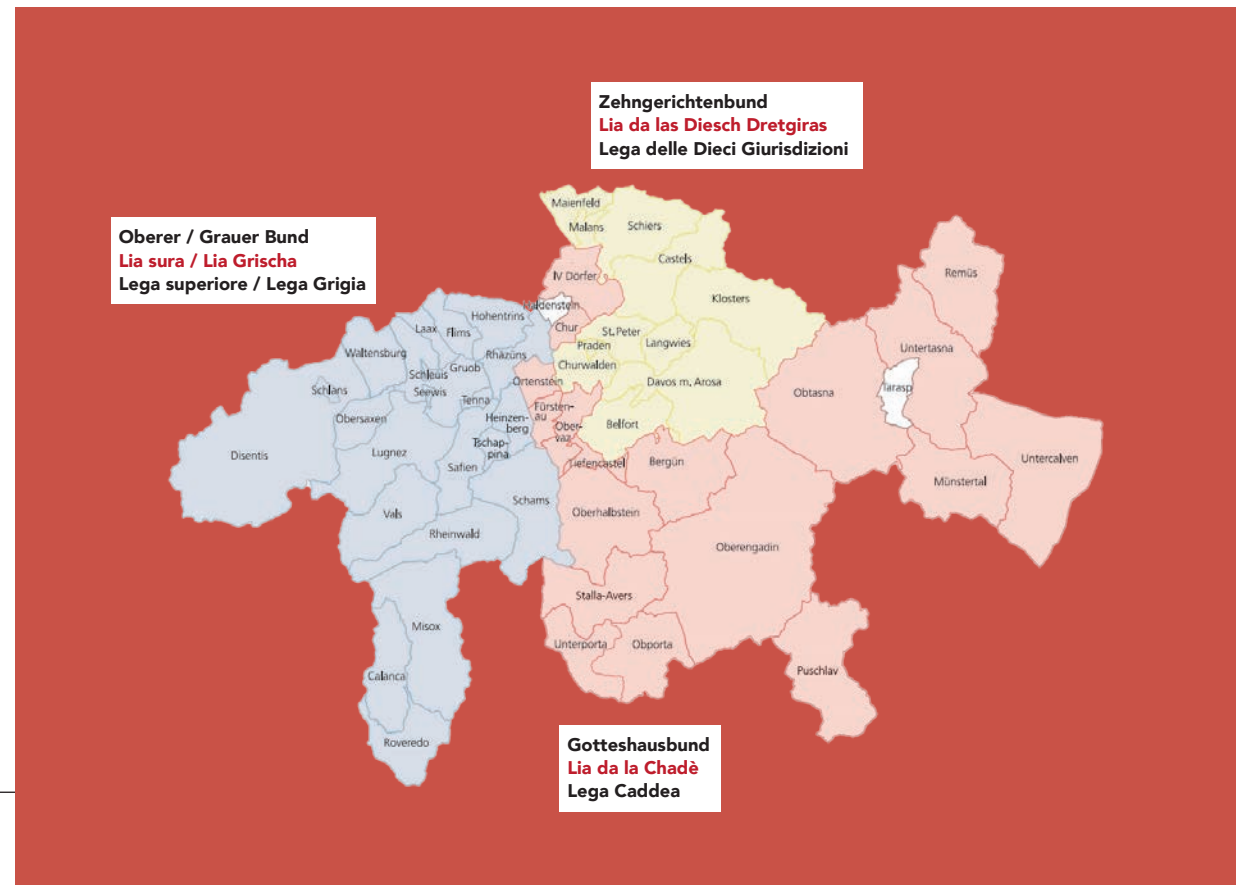 Zehngerichtenbund
Lia da las Diesch Dretgiras
Lega delle Dieci Giurisdizioni
Oberer / Grauer Bund
Lia sura / Lia Grischa
Lega superiore / Lega Grigia
Maienfeld
Malans
Schiers
Castels
Klosters
IV Dörfer
Haldenstein
Chur
St. Peter
Praden
Langwies
Churwalden
Davos m. Arosa
Belfort
Remüs
Untertasna
Tarasp
Obtasna
Untercalven
Münstertal
Hohentrins
Laax
Flims
Waltensburg
Rhäzüns
Schleuis
Gruob
Schlans
Seewis
Ortenstein
Tenna
Fürsten-
au
Obersaxen
Heinzen-
berg
Ober-
vaz
Disentis
Lugnez
Tschap-
pina
Safien
Tiefencastel
Bergün
Vals
Schams
Oberhalbstein
Rheinwald
Oberengadin
Stalla-Avers
Misox
Unterporta
Obporta
Puschlav
Calanca
Roveredo
Gotteshausbund
Lia da la Chadè
Lega Caddea